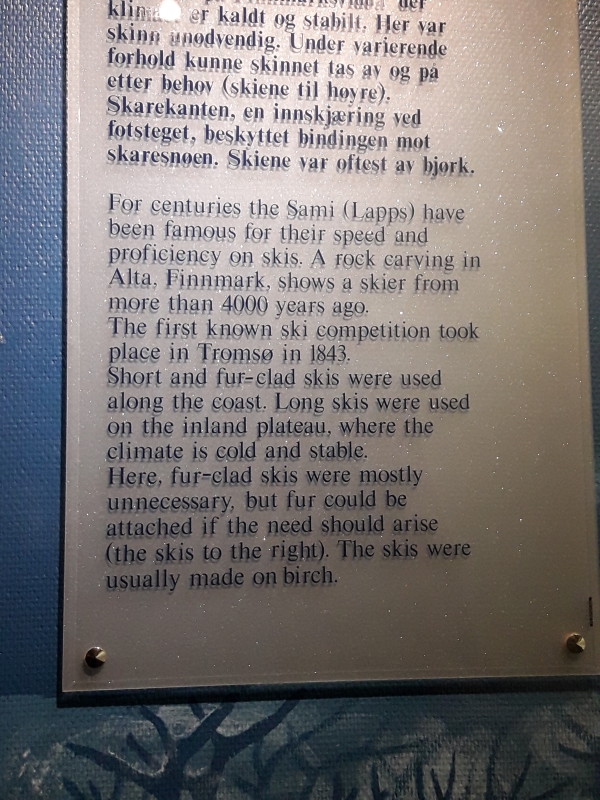 er kaldt og stabilt. Her var
skinn unødvendig. Under varierende
forhold kunne skinnet tas av og på
etter behov (skiene til høyre).
Skarekanten, en innskjæring ved
fotsteget, beskyttet bindingen mot
skaresnøen. Skiene var oftest av bjørk.
For centuries the Sami (Lapps) have
been famous for their speed and
proficiency on skis. A rock carving in
Alta, Finnmark, shows a skier from
more than 4000 years ago.
The first known ski competition took
place in Tromsø in 1843.
Short and fur-clad skis were used
along the coast. Long skis were used
on the inland plateau, where the
climate is cold and stable.
Here, fur-clad skis were mostly
unnecessary, but fur could be
attached if the need should arise
(the skis to the right). The skis were
usually made on birch.